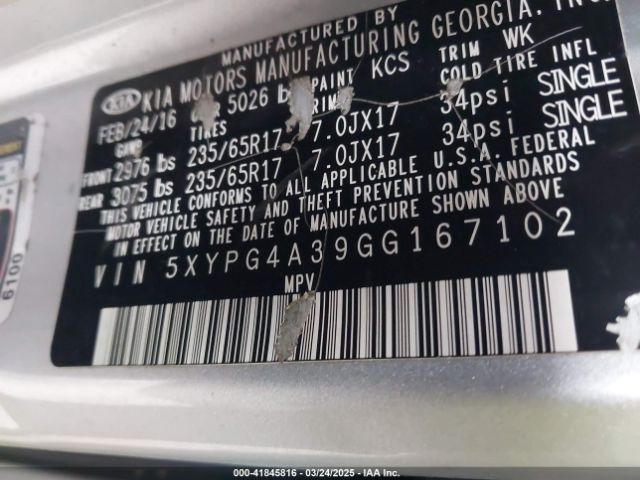 MANUFACTURED BY
KIA KIA MOTORS MANUFACTURING GEORGIA, INC.
FEB/24/16 5026 PAINT KCS TRIM WK
TIRES COLD TIRE INFL
FRONT 2976 lbs 235/65R17 7.0JX17 34psi SINGLE
REAR 3075 lbs 235/65R17 7.0JX17 34psi SINGLE
THIS VEHICLE CONFORMS TO ALL APPLICABLE U.S.A. FEDERAL
MOTOR VEHICLE SAFETY AND THEFT PREVENTION STANDARDS
IN EFFECT ON THE DATE OF MANUFACTURE SHOWN ABOVE
VIN 5XYPG4A39GG167102
MPV
6100
000-41845816 - 03/24/2025 - IAA Inc.